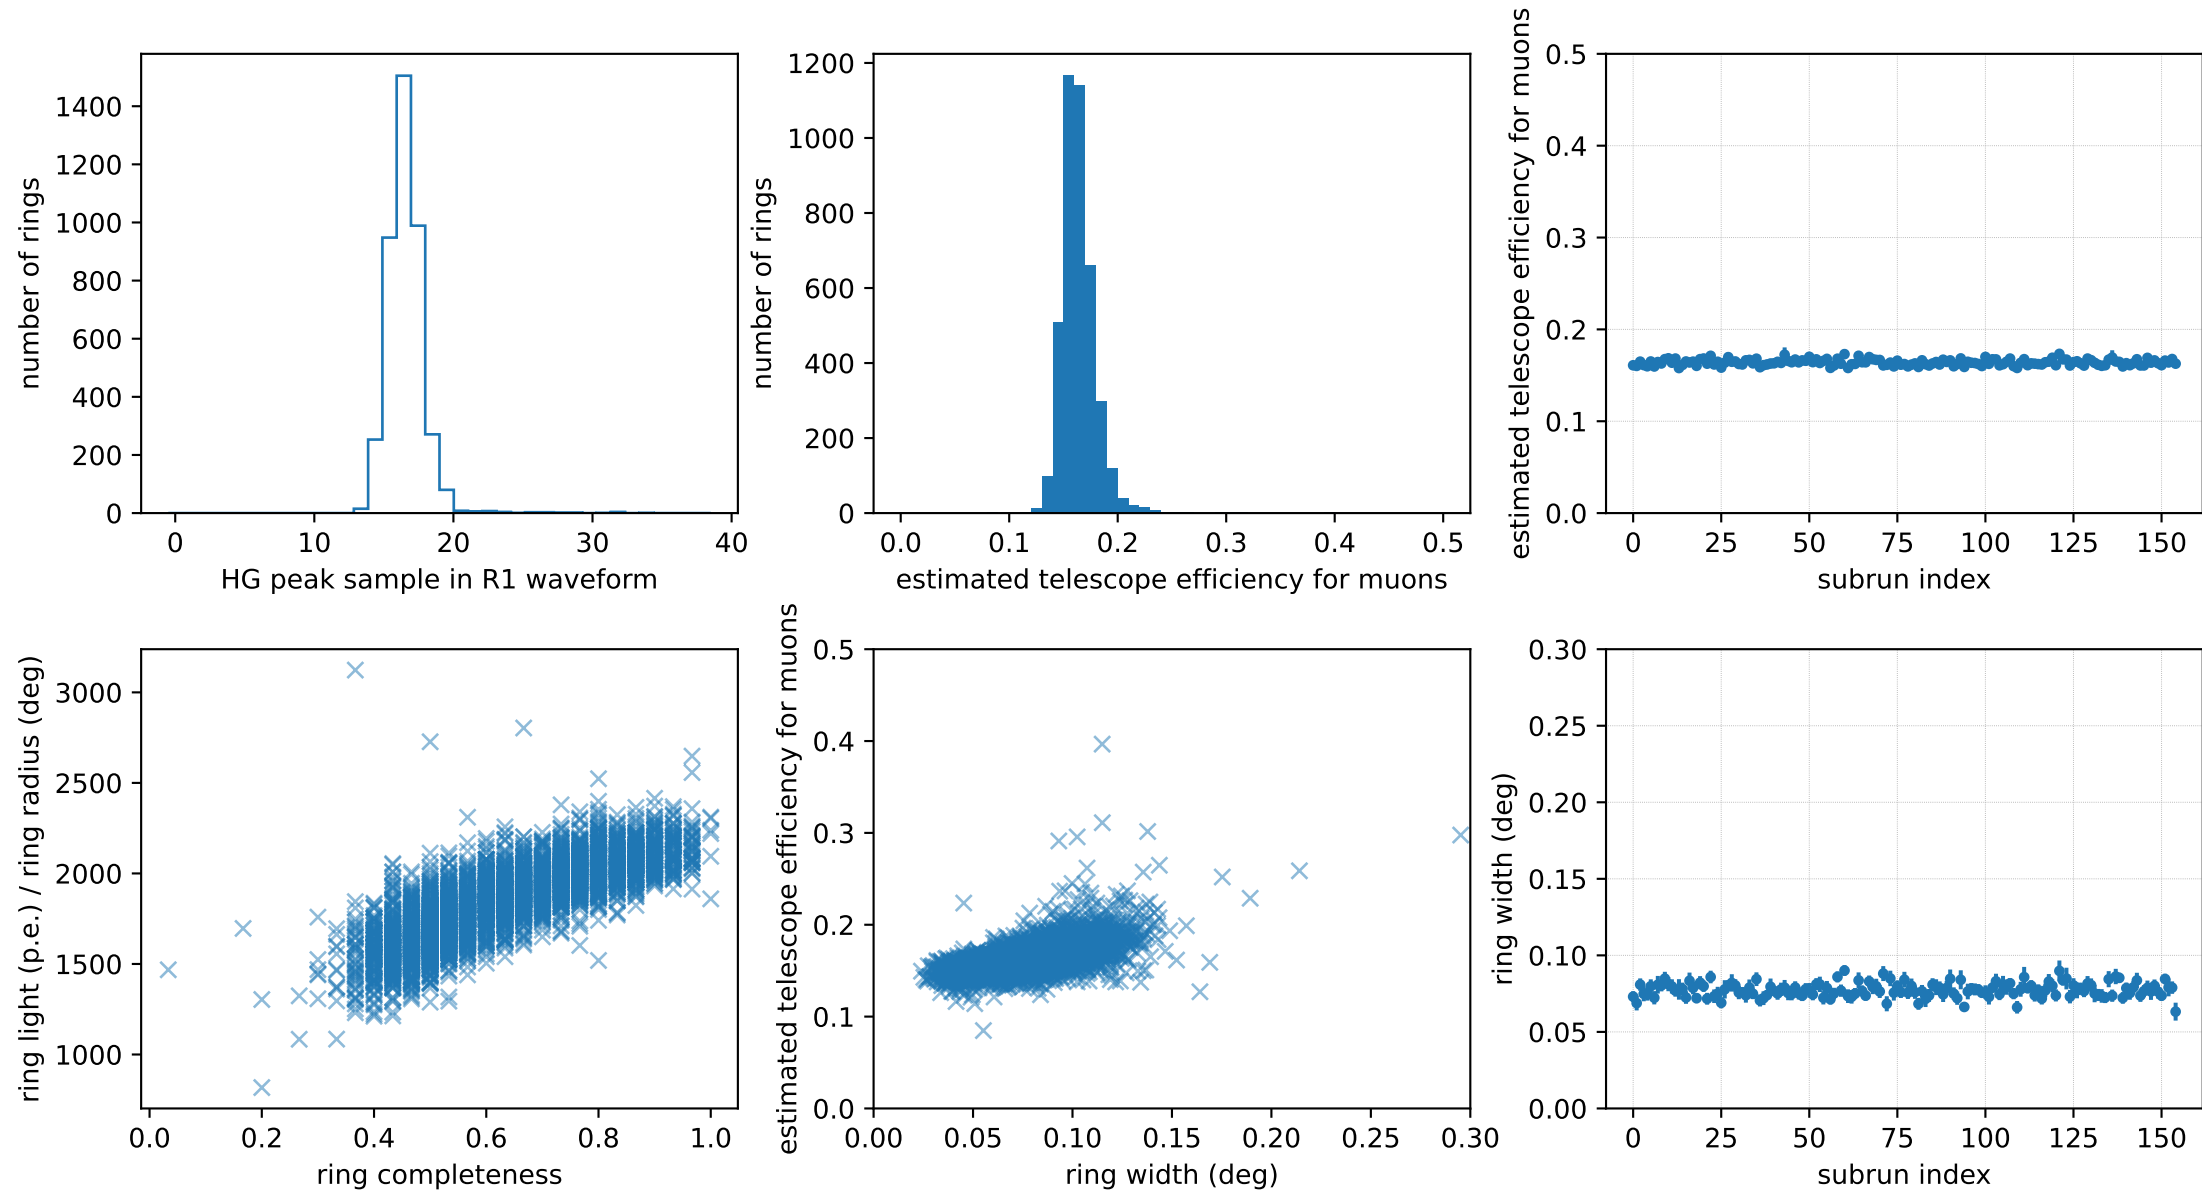 number of rings
1400
1200
1000
800
600
400
200
0
0 10 20 30 40
HG peak sample in R1 waveform
number of rings
1200
1000
800
600
400
200
0
0.0 0.1 0.2 0.3 0.4 0.5
estimated telescope efficiency for muons
estimated telescope efficiency for muons
0.5
0.4
0.3
0.2
0.1
0.0
0 25 50 75 100 125 150
subrun index
ring light (p.e.) / ring radius (deg)
3000
2500
2000
1500
1000
0.0 0.2 0.4 0.6 0.8 1.0
ring completeness
estimated telescope efficiency for muons
0.5
0.4
0.3
0.2
0.1
0.0
0.00 0.05 0.10 0.15 0.20 0.25 0.30
ring width (deg)
ring width (deg)
0.30
0.25
0.20
0.15
0.10
0.05
0.00
0 25 50 75 100 125 150
subrun index